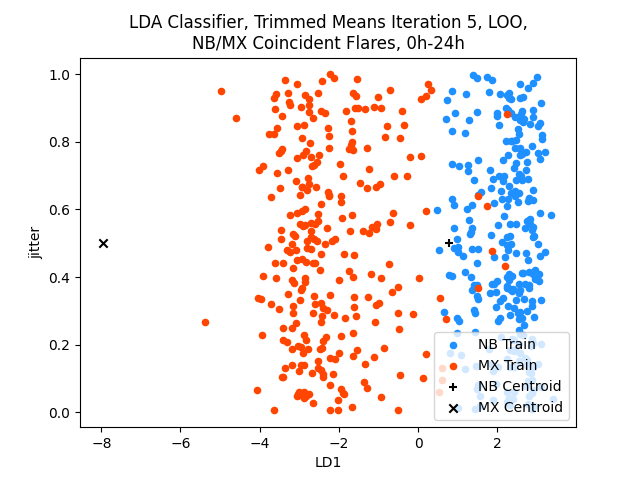 LDA Classifier, Trimmed Means Iteration 5, LOO,
NB/MX Coincident Flares, 0h-24h
1.0
0.8
0.6
0.4
0.2
0.0
jitter
NB Train
MX Train
NB Centroid
MX Centroid
−8
−6
−4
−2
0
2
LD1